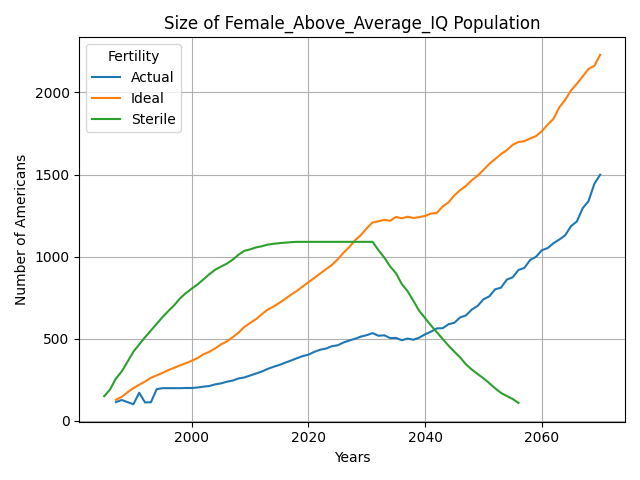 Size of Female_Above_Average_IQ Population
Fertility
Actual
Ideal
Sterile
Number of Americans
2000
1500
1000
500
0
2000 2020 2040 2060
Years